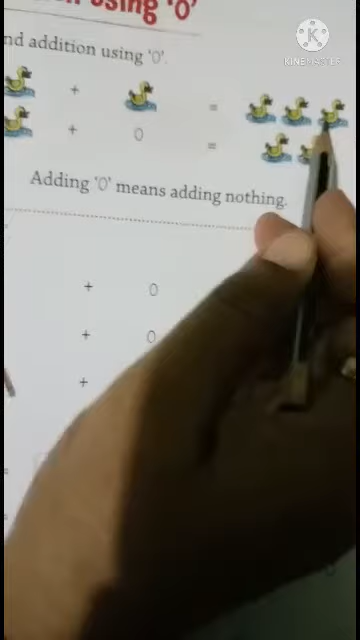 using '0'
nd addition using '0'.
+ =
+ 0 =
Adding '0' means adding nothing.
+ 0
+ 0
+
KINEMASTER